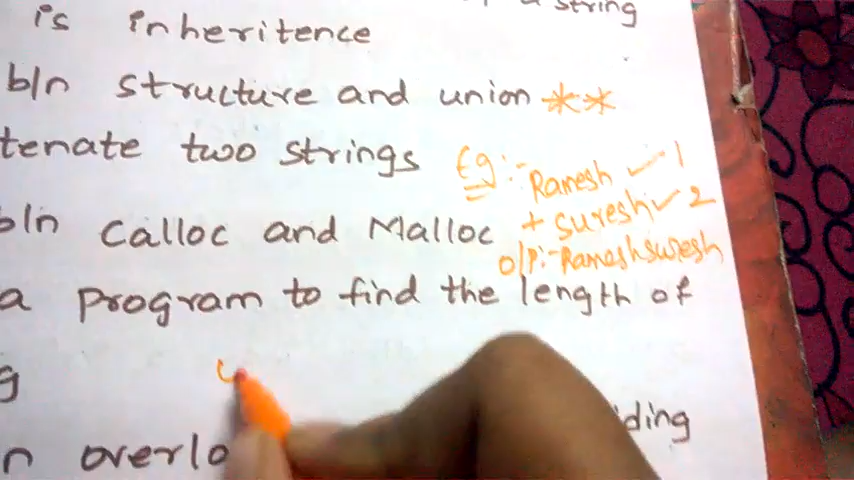 a string
is inheritence
b/n structure and union **
tenate two strings Eg:- Ramesh ✓ 1
+ Suresh ✓ 2
b/n Calloc and Malloc
o/p:- Rameshsuresh
a program to find the length of
g
n overlo ding